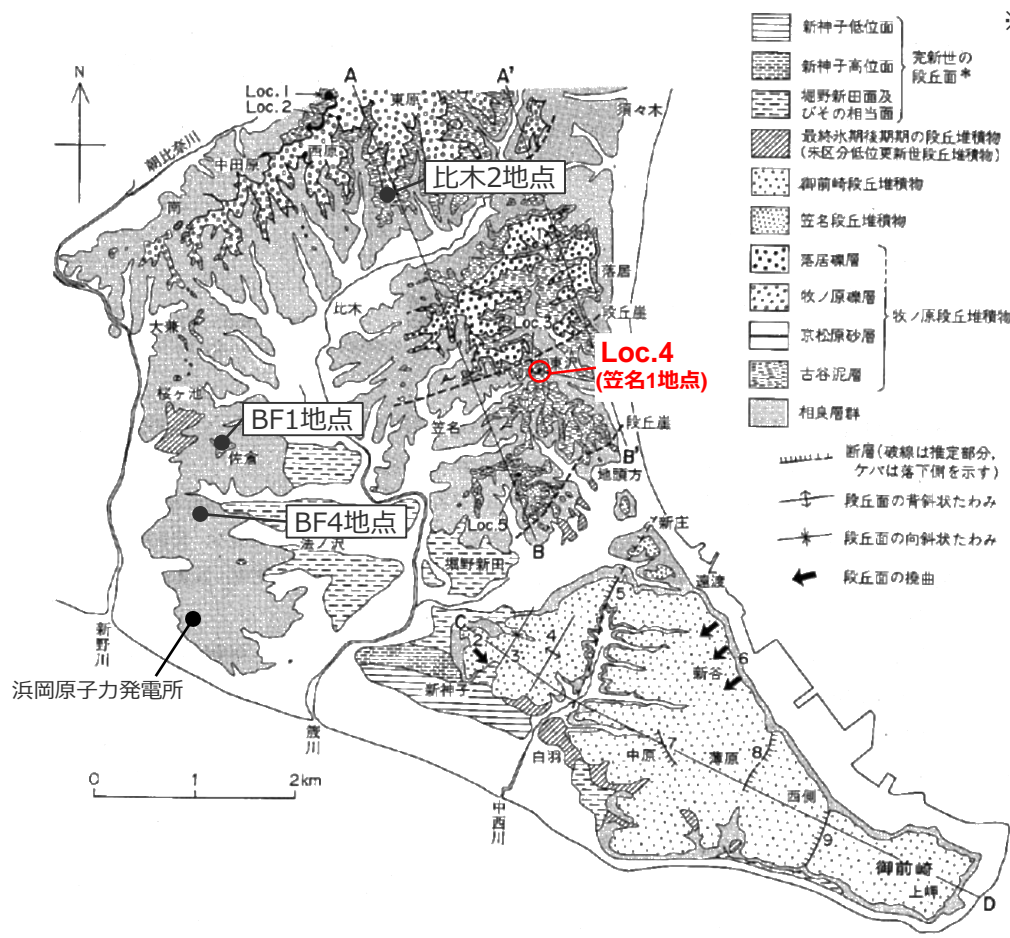 ※
新神子低位面
新神子高位面
堀野新田面及
びその相当面
完新世の
段丘面*
最終氷期後期期の段丘堆積物
(未区分低位更新世段丘堆積物)
御前崎段丘堆積物
笠名段丘堆積物
落居礫層
牧ノ原礫層
京松原砂層
古谷泥層
牧ノ原段丘堆積物
相良層群
断層(破線は推定部分,
ケバは落下側を示す)
段丘面の背斜状たわみ
段丘面の向斜状たわみ
段丘面の撓曲
N
A
A'
Loc.1
Loc.2
東原
須々木
朝比奈川
西原
中田原
比木2地点
南
落居
比木
段丘崖
Loc.3
大兼
東沢
Loc.4
(笠名1地点)
桜ヶ池
BF1地点
笠名
段丘崖
佐倉
B'
地頭方
BF4地点
Loc.5
新庄
法ノ沢
B
堀野新田
遠渡
5
C
2
4
3
6
新谷
新野川
浜岡原子力発電所
新神子
筬川
白羽
中原
7
薄原
8
0 1 2km
西側
中西川
9
御前崎
上岬
D